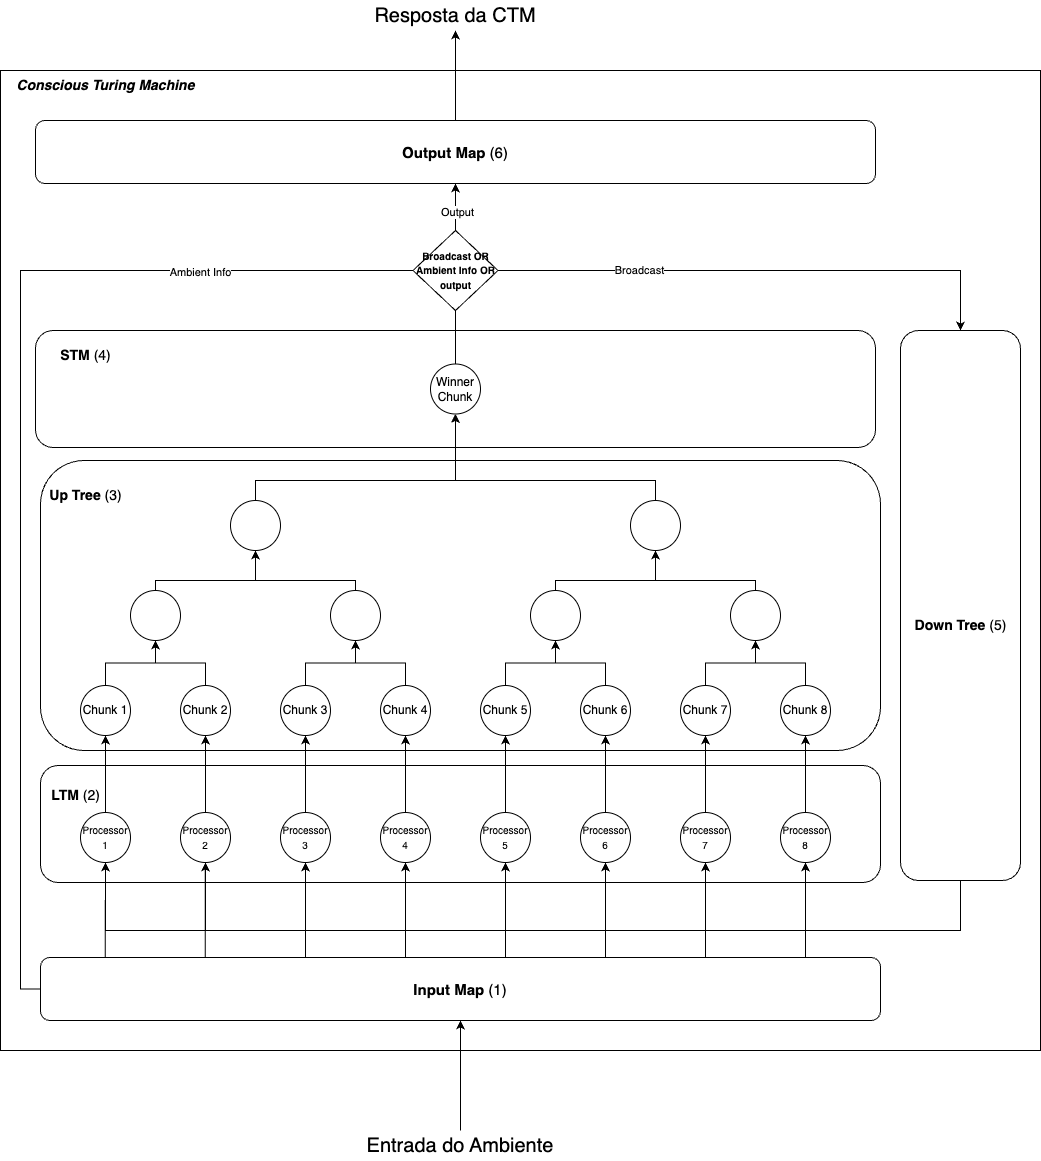 Resposta da CTM
Conscious Turing Machine
Output Map (6)
Output
Broadcast OR
Ambient Info OR
output
Ambient Info
Broadcast
STM (4)
Winner
Chunk
Up Tree (3)
Down Tree (5)
Chunk 1
Chunk 2
Chunk 3
Chunk 4
Chunk 5
Chunk 6
Chunk 7
Chunk 8
LTM (2)
Processor
1
Processor
2
Processor
3
Processor
4
Processor
5
Processor
6
Processor
7
Processor
8
Input Map (1)
Entrada do Ambiente